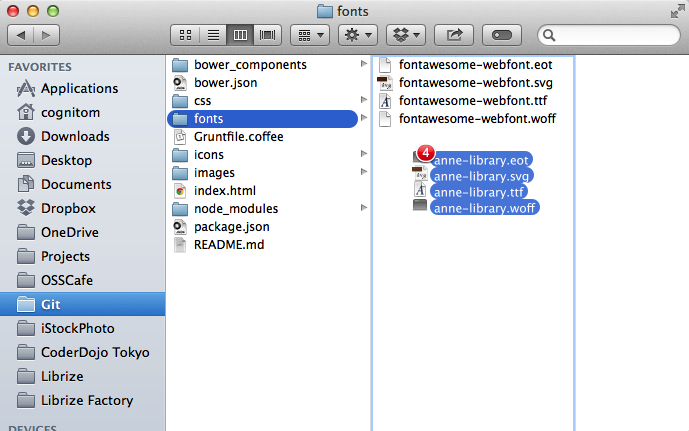 fonts
FAVORITES
Applications
cognitom
Downloads
Desktop
Documents
Dropbox
OneDrive
Projects
OSSCafe
Git
iStockPhoto
CoderDojo Tokyo
Librize
Librize Factory
DEVICES
bower_components
bower.json
css
fonts
Gruntfile.coffee
icons
images
index.html
node_modules
package.json
README.md
fontawesome-webfont.eot
fontawesome-webfont.svg
fontawesome-webfont.ttf
fontawesome-webfont.woff
4
anne-library.eot
anne-library.svg
anne-library.ttf
anne-library.woff